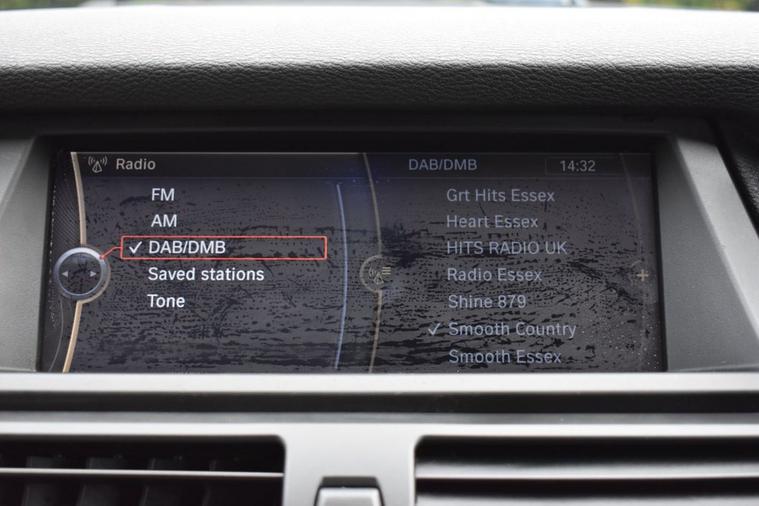 Radio
FM
AM
✓ DAB/DMB
Saved stations
Tone
DAB/DMB 14:32
Grt Hits Essex
Heart Essex
HITS RADIO UK
Radio Essex
Shine 879
✓ Smooth Country
Smooth Essex